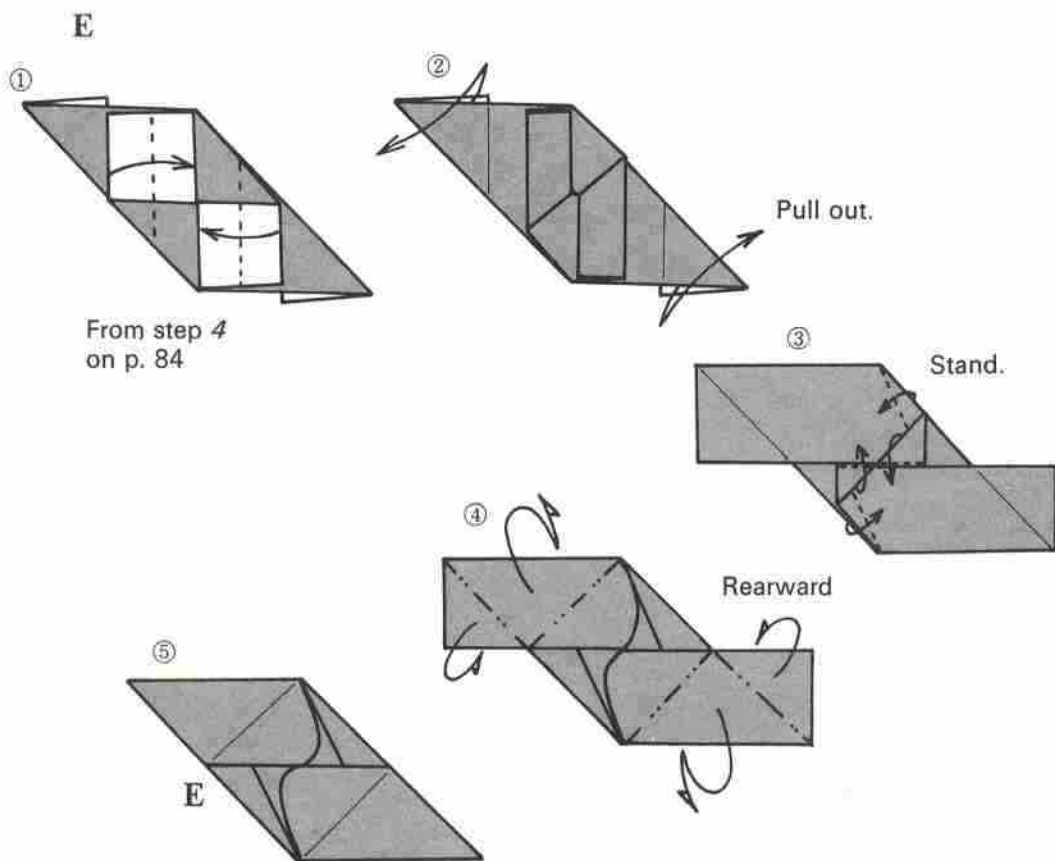 E
①
②
Pull out.
From step 4
on p. 84
③
Stand.
④
Rearward
⑤
E